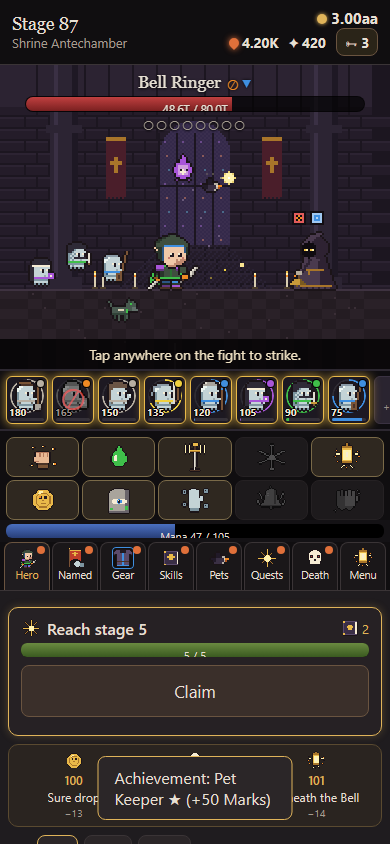 Stage 87
3.00aa
Shrine Antechamber
4.20K
420
3
Bell Ringer
48.6T / 80.0T
Tap anywhere on the fight to strike.
180
165
150
135
120
105
90
75
Mana 47 / 105
Hero
Named
Gear
Skills
Pets
Quests
Death
Menu
Reach stage 5
2
5 / 5
Claim
100
101
Sure drop
eath the Bell
−13
−14
Achievement: Pet
Keeper ★ (+50 Marks)